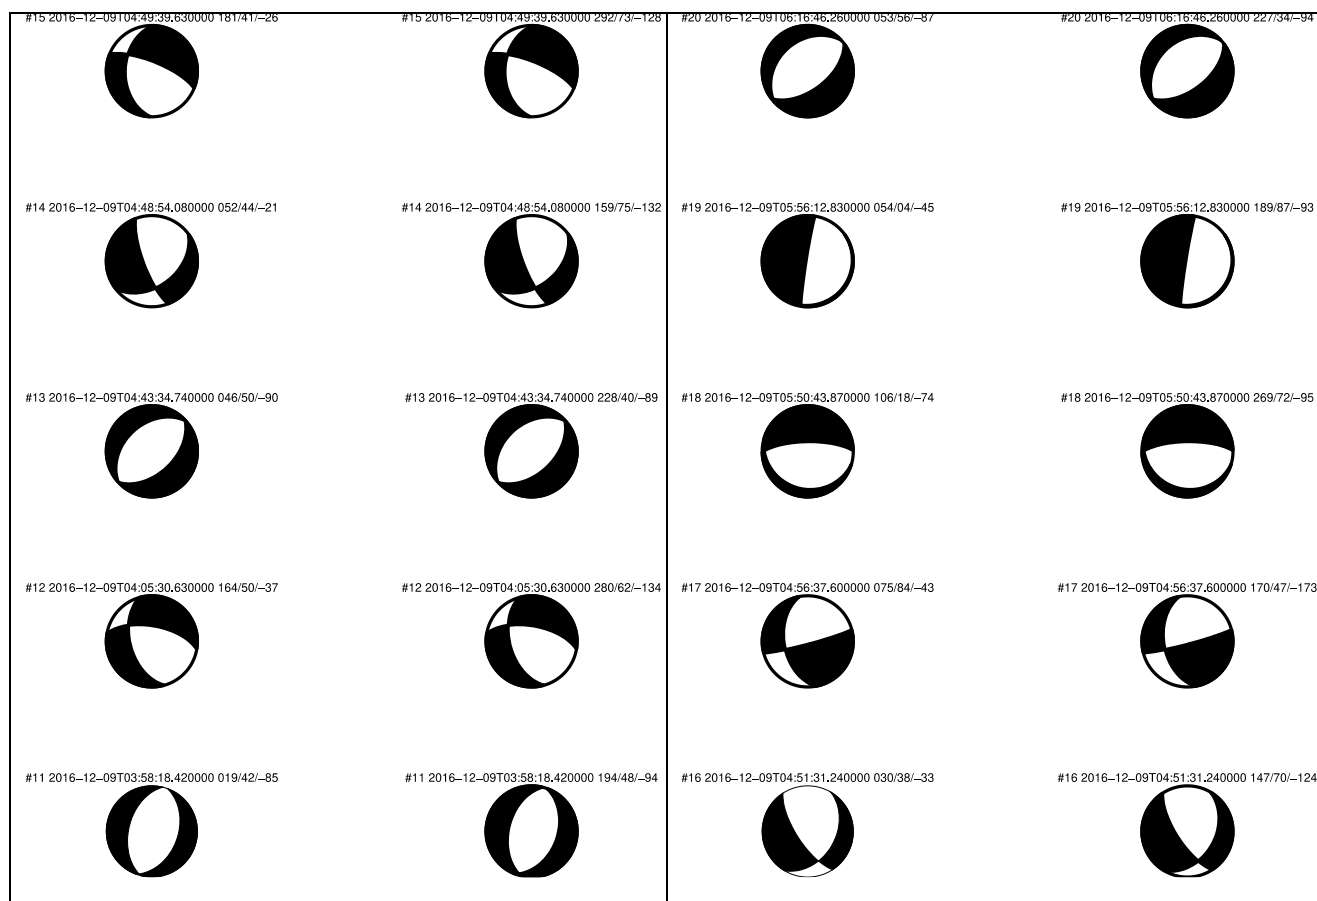 #15 2016–12–09T04:49:39.630000 181/41/–26
#15 2016–12–09T04:49:39.630000 292/73/–128
#20 2016–12–09T06:16:46.260000 053/56/–87
#20 2016–12–09T06:16:46.260000 227/34/–94
#14 2016–12–09T04:48:54.080000 052/44/–21
#14 2016–12–09T04:48:54.080000 159/75/–132
#19 2016–12–09T05:56:12.830000 054/04/–45
#19 2016–12–09T05:56:12.830000 189/87/–93
#13 2016–12–09T04:43:34.740000 046/50/–90
#13 2016–12–09T04:43:34.740000 228/40/–89
#18 2016–12–09T05:50:43.870000 106/18/–74
#18 2016–12–09T05:50:43.870000 269/72/–95
#12 2016–12–09T04:05:30.630000 164/50/–37
#12 2016–12–09T04:05:30.630000 280/62/–134
#17 2016–12–09T04:56:37.600000 075/84/–43
#17 2016–12–09T04:56:37.600000 170/47/–173
#11 2016–12–09T03:58:18.420000 019/42/–85
#11 2016–12–09T03:58:18.420000 194/48/–94
#16 2016–12–09T04:51:31.240000 030/38/–33
#16 2016–12–09T04:51:31.240000 147/70/–124